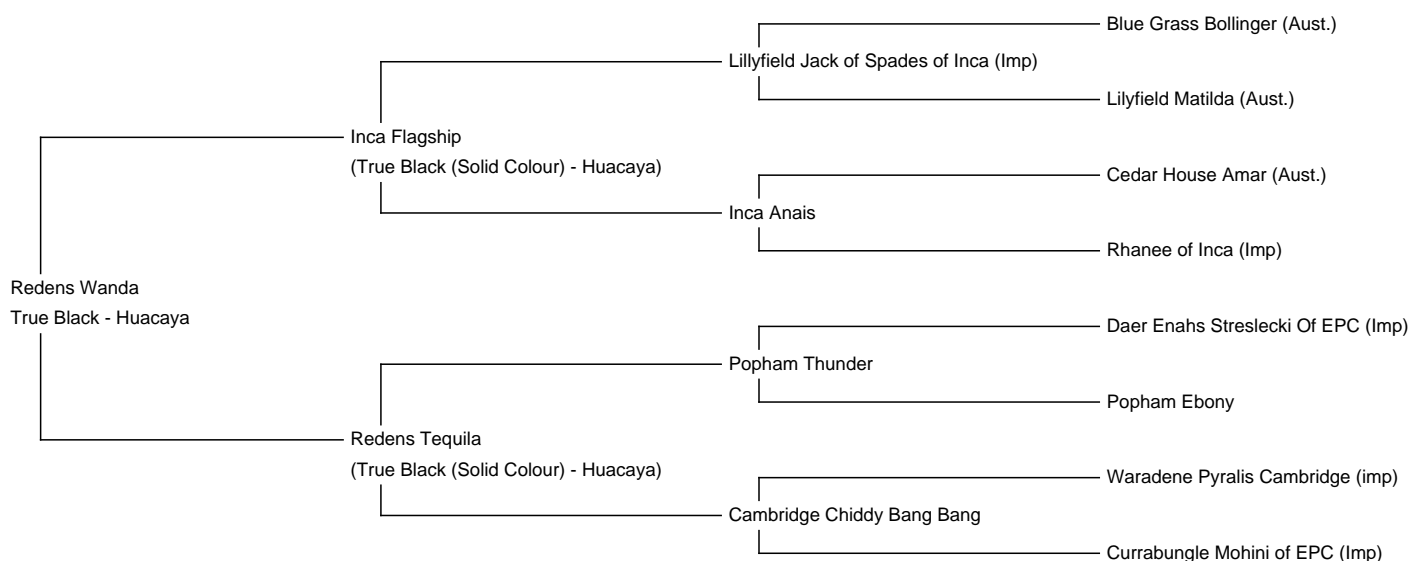 Blue Grass Bollinger (Aust.)
Lillyfield Jack of Spades of Inca (Imp)
Lilyfield Matilda (Aust.)
Inca Flagship
(True Black (Solid Colour) - Huacaya)
Cedar House Amar (Aust.)
Inca Anais
Rhanee of Inca (Imp)
Redens Wanda
True Black - Huacaya
Daer Enahs Streslecki Of EPC (Imp)
Popham Thunder
Popham Ebony
Redens Tequila
(True Black (Solid Colour) - Huacaya)
Waradene Pyralis Cambridge (imp)
Cambridge Chiddy Bang Bang
Currabungle Mohini of EPC (Imp)